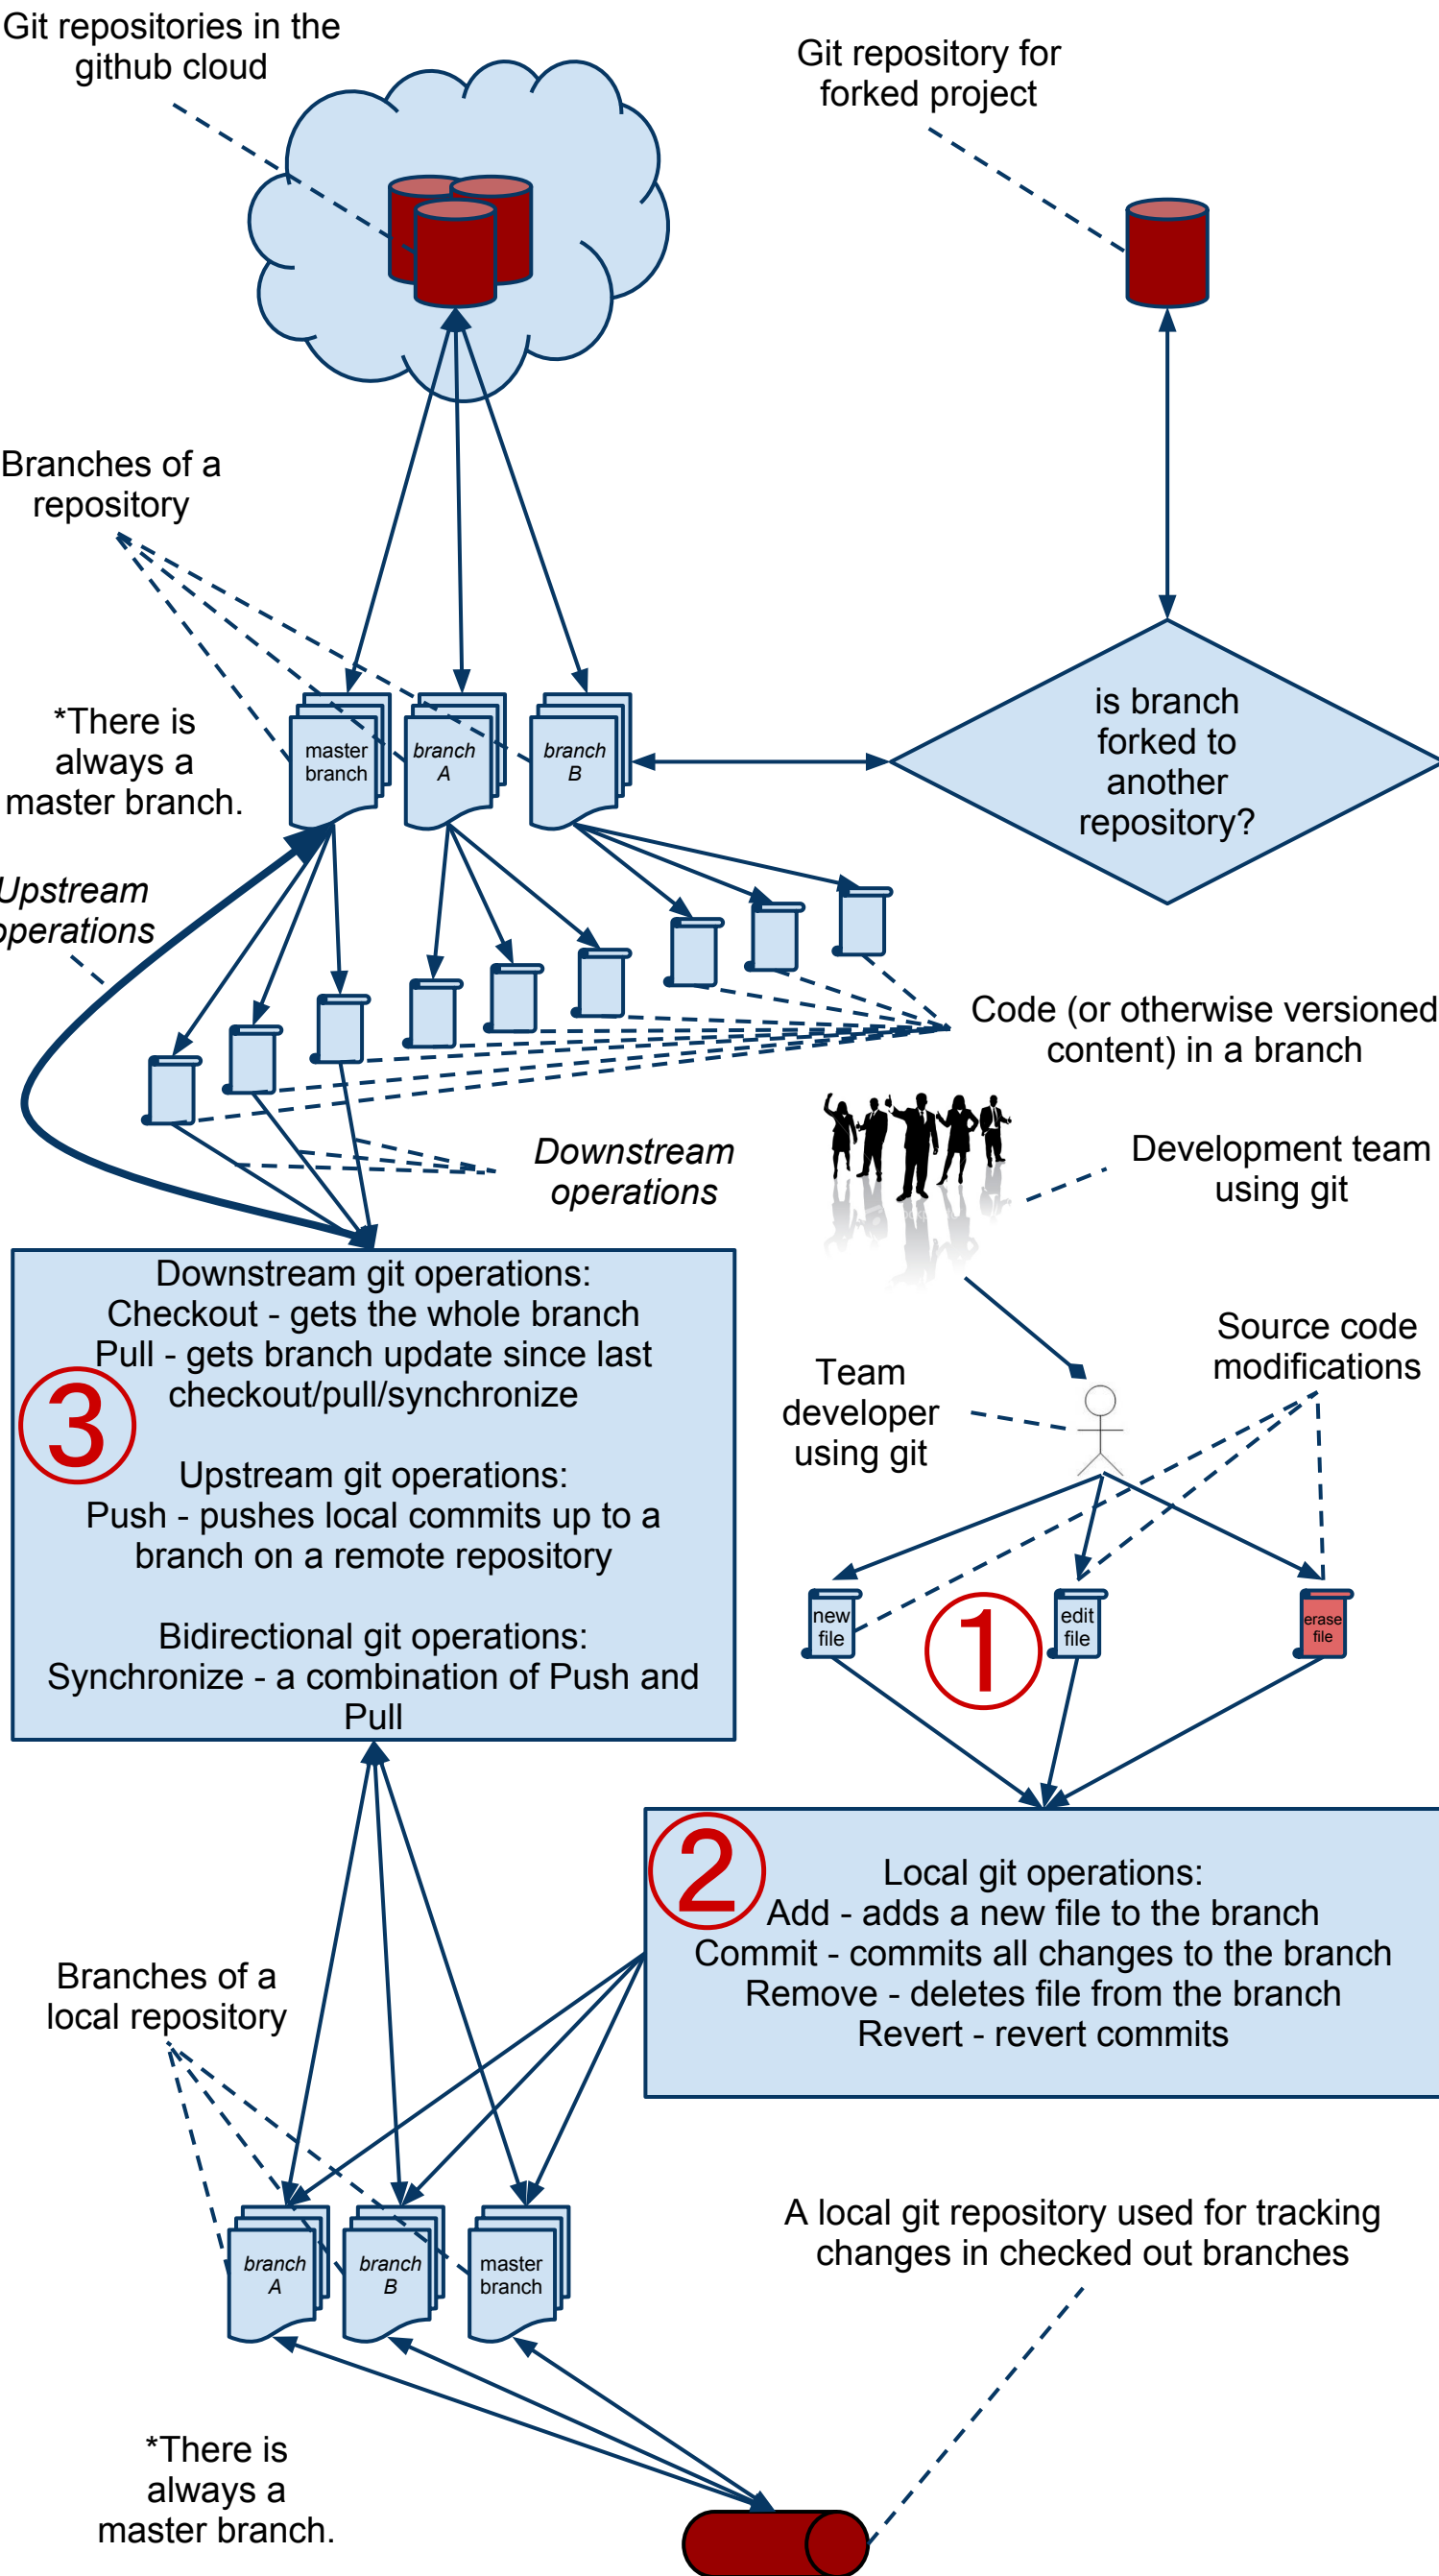 Git repositories in the
github cloud
Git repository for
forked project
Branches of a
repository
*There is
always a
master branch.
master
branch
branch
A
branch
B
is branch
forked to
another
repository?
Upstream
operations
Code (or otherwise versioned
content) in a branch
Downstream
operations
Development team
using git
Downstream git operations:
Checkout - gets the whole branch
Pull - gets branch update since last
checkout/pull/synchronize
3
Upstream git operations:
Push - pushes local commits up to a
branch on a remote repository
Bidirectional git operations:
Synchronize - a combination of Push and
Pull
Source code
modifications
Team
developer
using git
new
file
1
edit
file
erase
file
2
Local git operations:
Add - adds a new file to the branch
Commit - commits all changes to the branch
Remove - deletes file from the branch
Revert - revert commits
Branches of a
local repository
branch
A
branch
B
master
branch
A local git repository used for tracking
changes in checked out branches
*There is
always a
master branch.